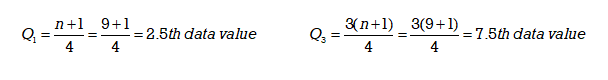 Q₁ = (n+1)/4 = (9+1)/4 = 2.5th data value Q₃ = 3(n+1)/4 = 3(9+1)/4 = 7.5th data value